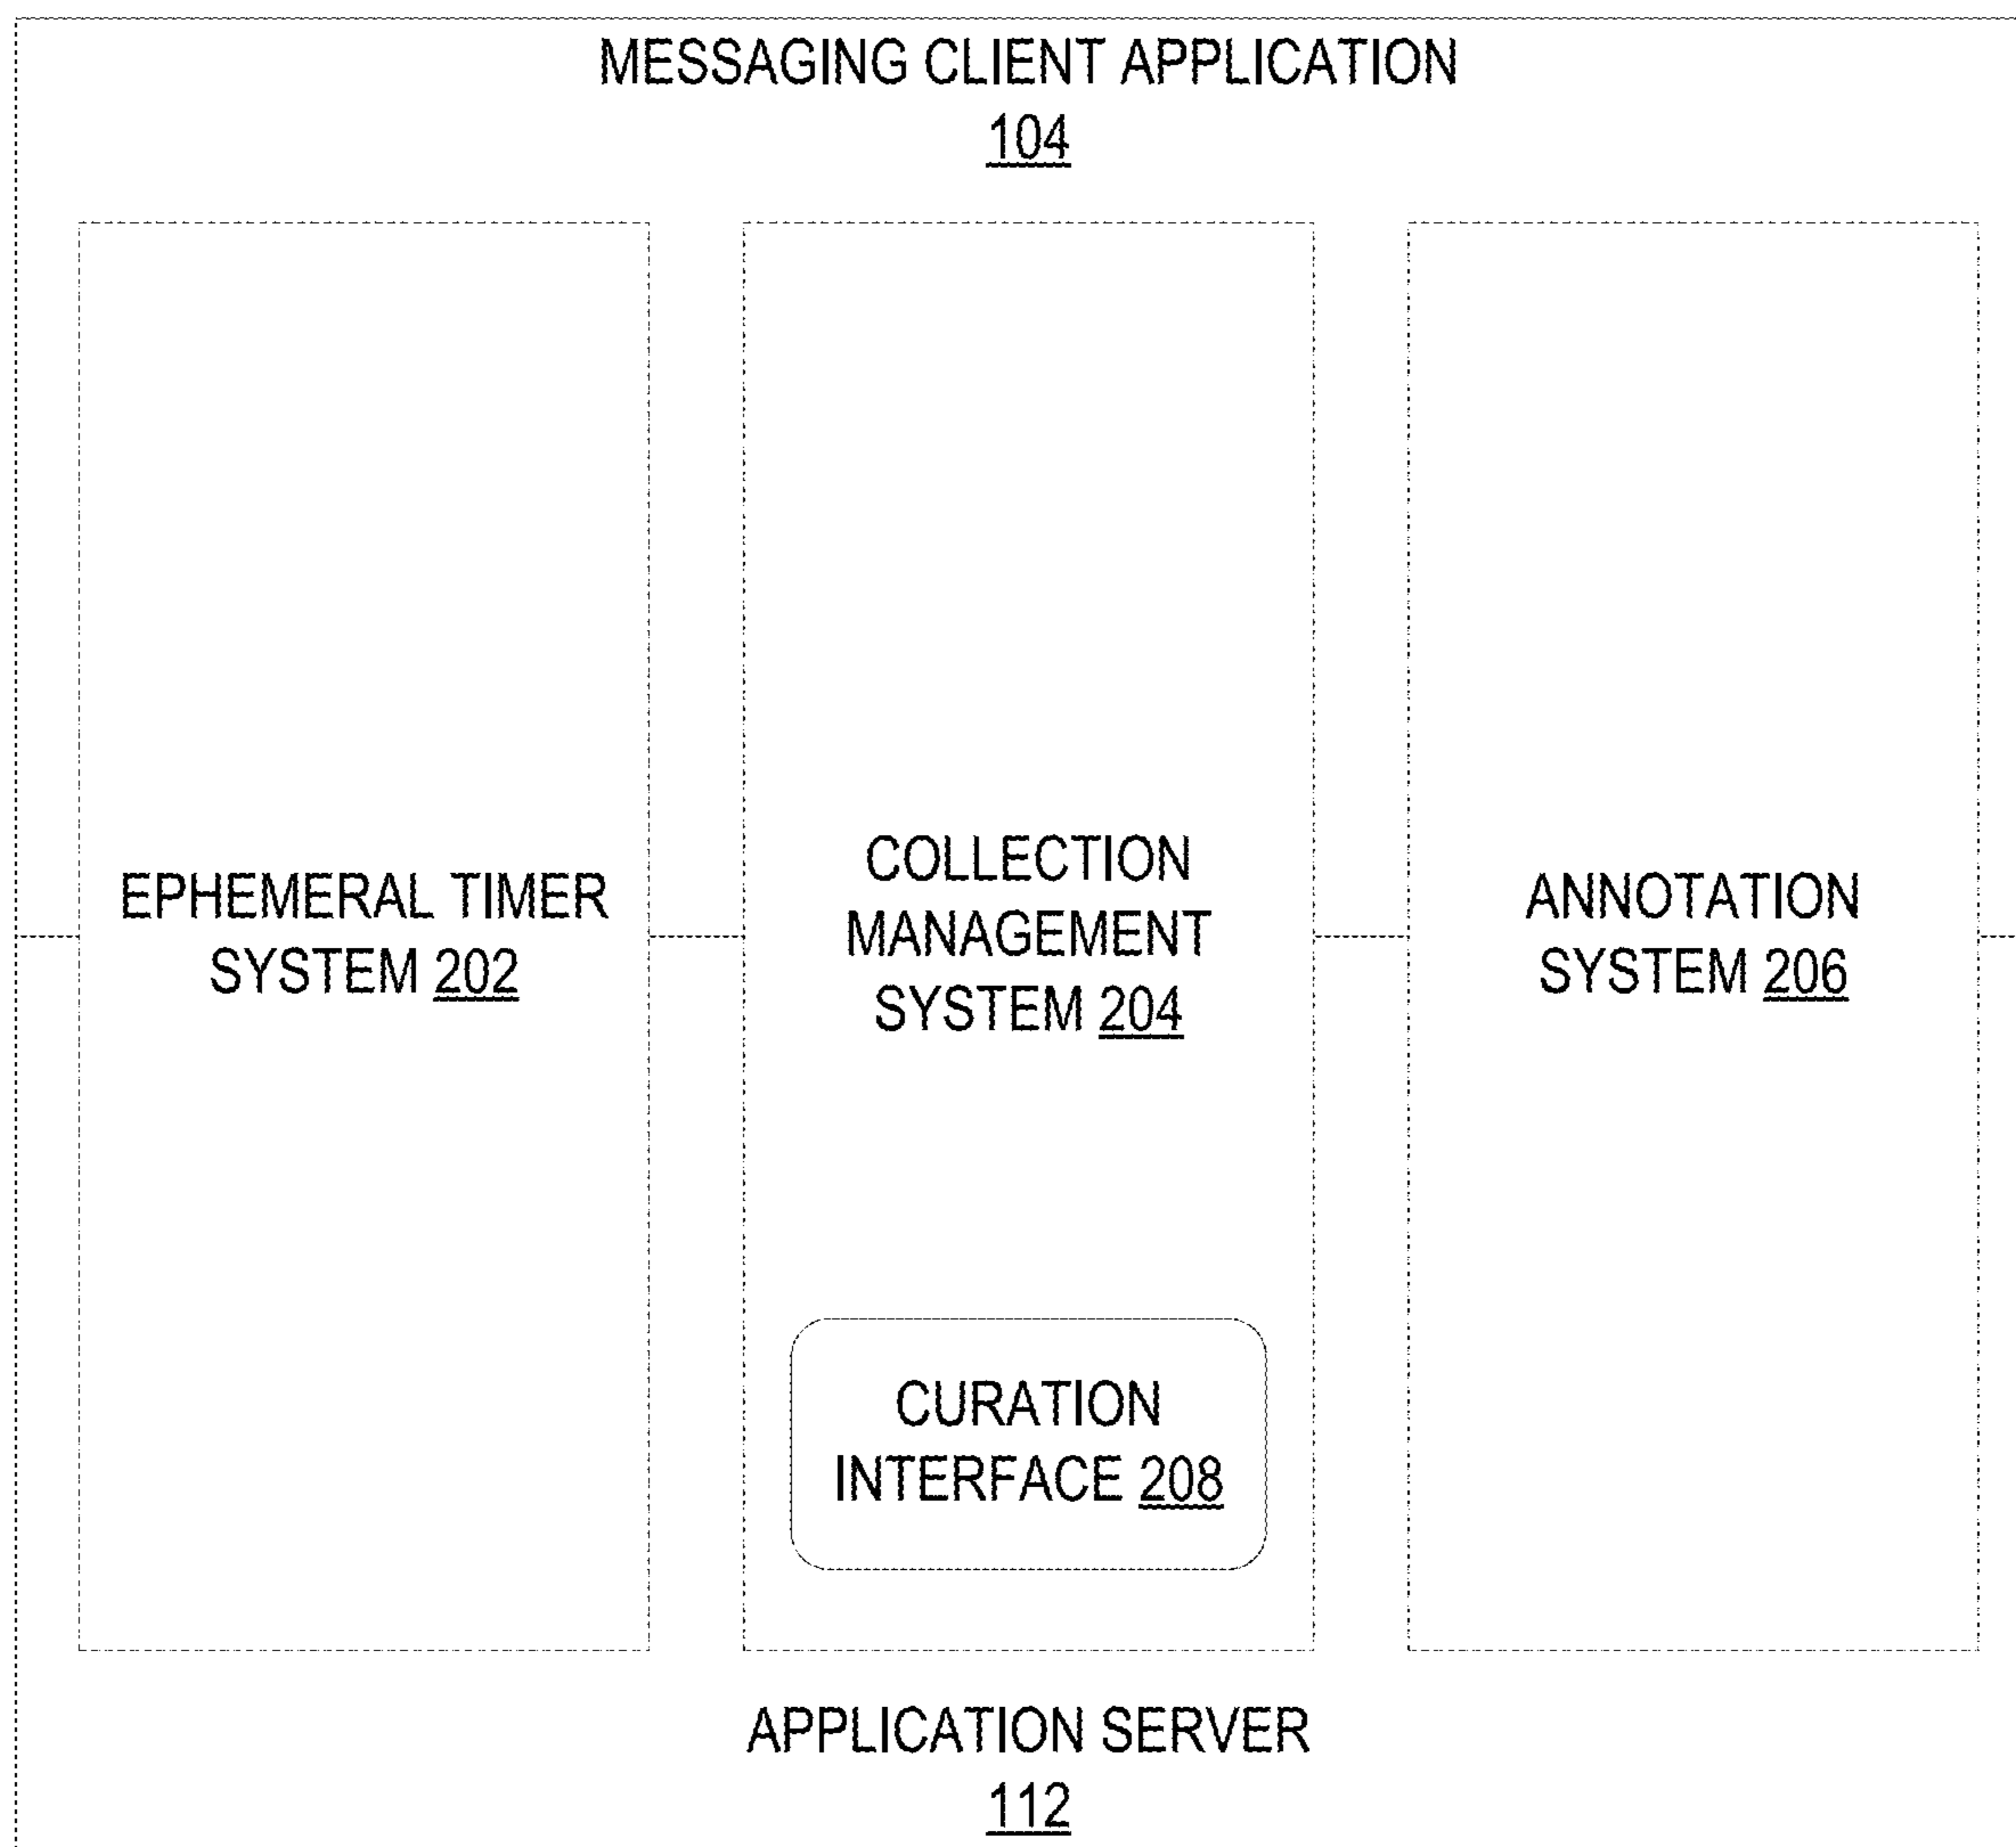 MESSAGING CLIENT APPLICATION
104
EPHEMERAL TIMER
SYSTEM 202
COLLECTION
MANAGEMENT
SYSTEM 204
ANNOTATION
SYSTEM 206
CURATION
INTERFACE 208
APPLICATION SERVER
112